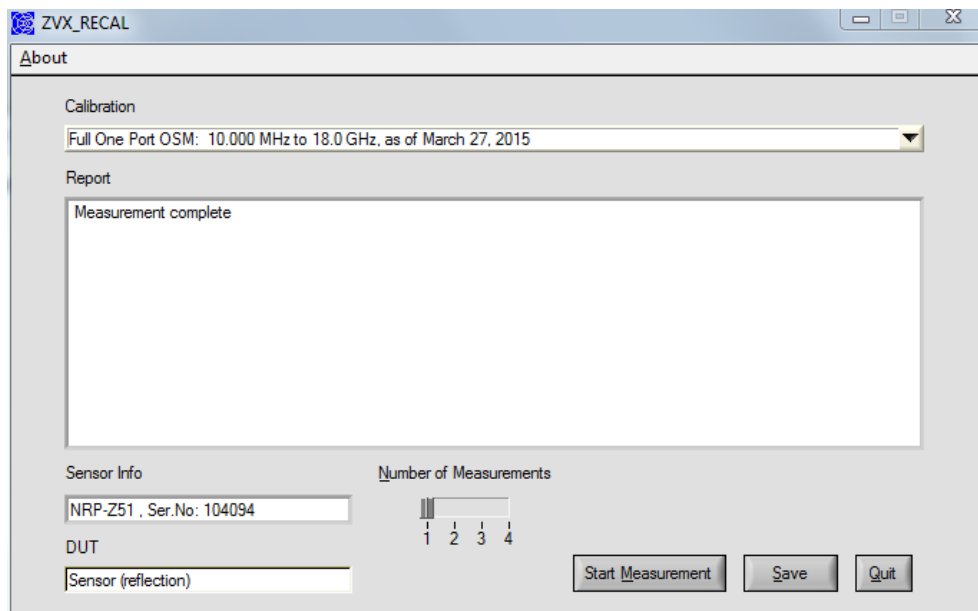 ZVX_RECAL
About
Calibration
Full One Port OSM: 10.000 MHz to 18.0 GHz, as of March 27, 2015
Report
Measurement complete
Sensor Info
NRP-Z51 , Ser.No: 104094
Number of Measurements
1 2 3 4
DUT
Sensor (reflection)
Start Measurement
Save
Quit